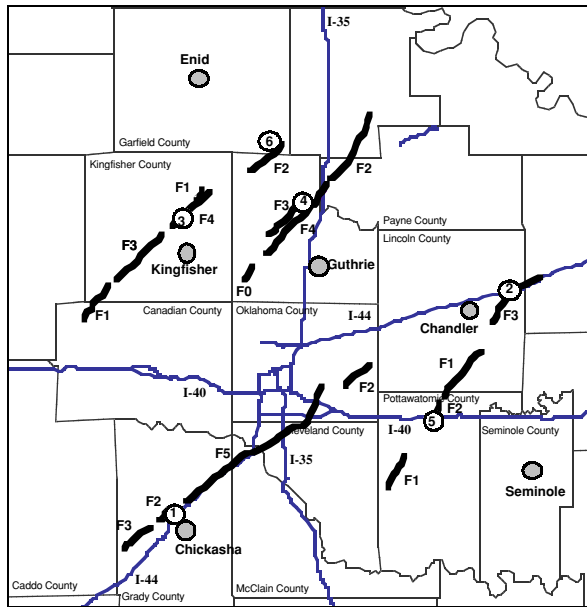 I-35
Enid
6
Garfield County
Kingfisher County
F2
F2
F1
F3
4
3
F4
F4
Payne County
Lincoln County
F3
Kingfisher
Guthrie
F0
2
F1
Canadian County
Oklahoma County
I-44
Chandler
F3
F1
I-40
F2
Pottawatomie County
F2
5
I-40
Cleveland County
Seminole County
F5
I-35
F1
Seminole
F2
1
F3
Chickasha
Caddo County
I-44
McClain County
Grady County